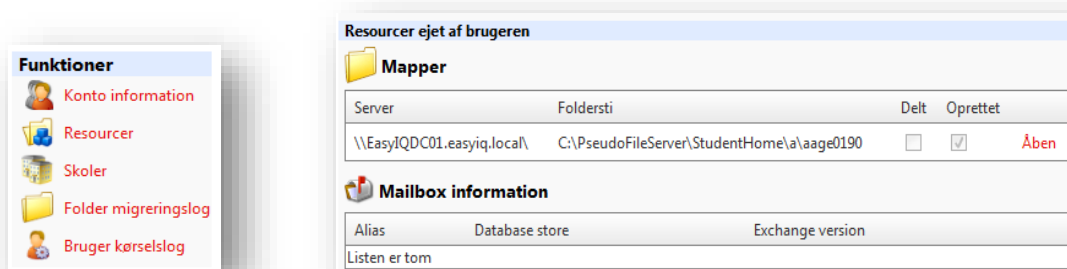 Funktioner
Konto information
Resourcer
Skoler
Folder migreringslog
Bruger kørselslog
Resourcer ejet af brugeren
Mapper
Server Foldersti Delt Oprettet
\\EasyIQDC01.easyiq.local\ C:\PseudoFileServer\StudentHome\a\aage0190 Åben
Mailbox information
Alias Database store Exchange version
Listen er tom